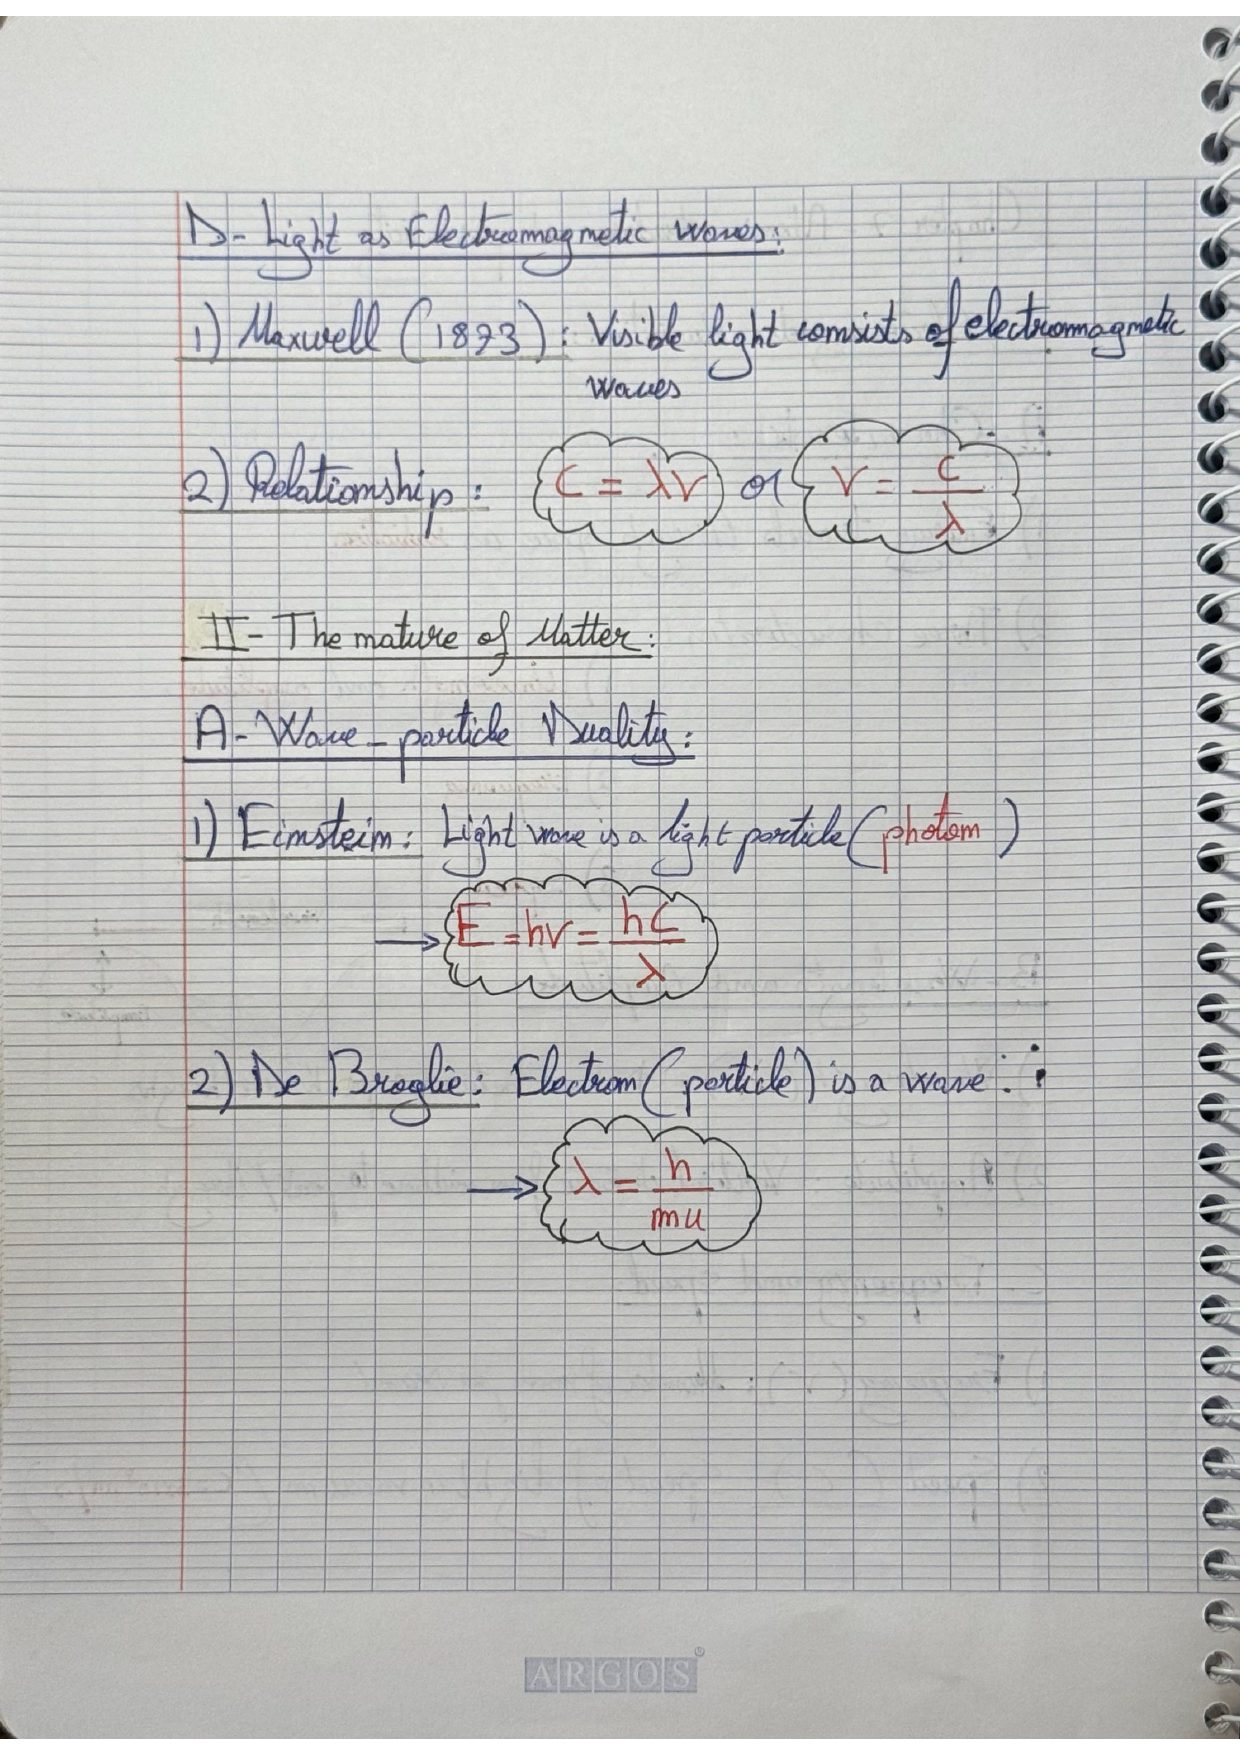 D- Light as Electromagnetic waves:
1) Maxwell (1873): Visible light consists of electromagnetic
waves
2) Relationship: C = λν or ν = C/λ
II- The nature of Matter:
A- Wave-particle Duality:
1) Einstein: Light wave is a light particle (photon)
→ E = hν = hC/λ
2) De Broglie: Electron (particle) is a wave:
→ λ = h/mu
ARGOS®